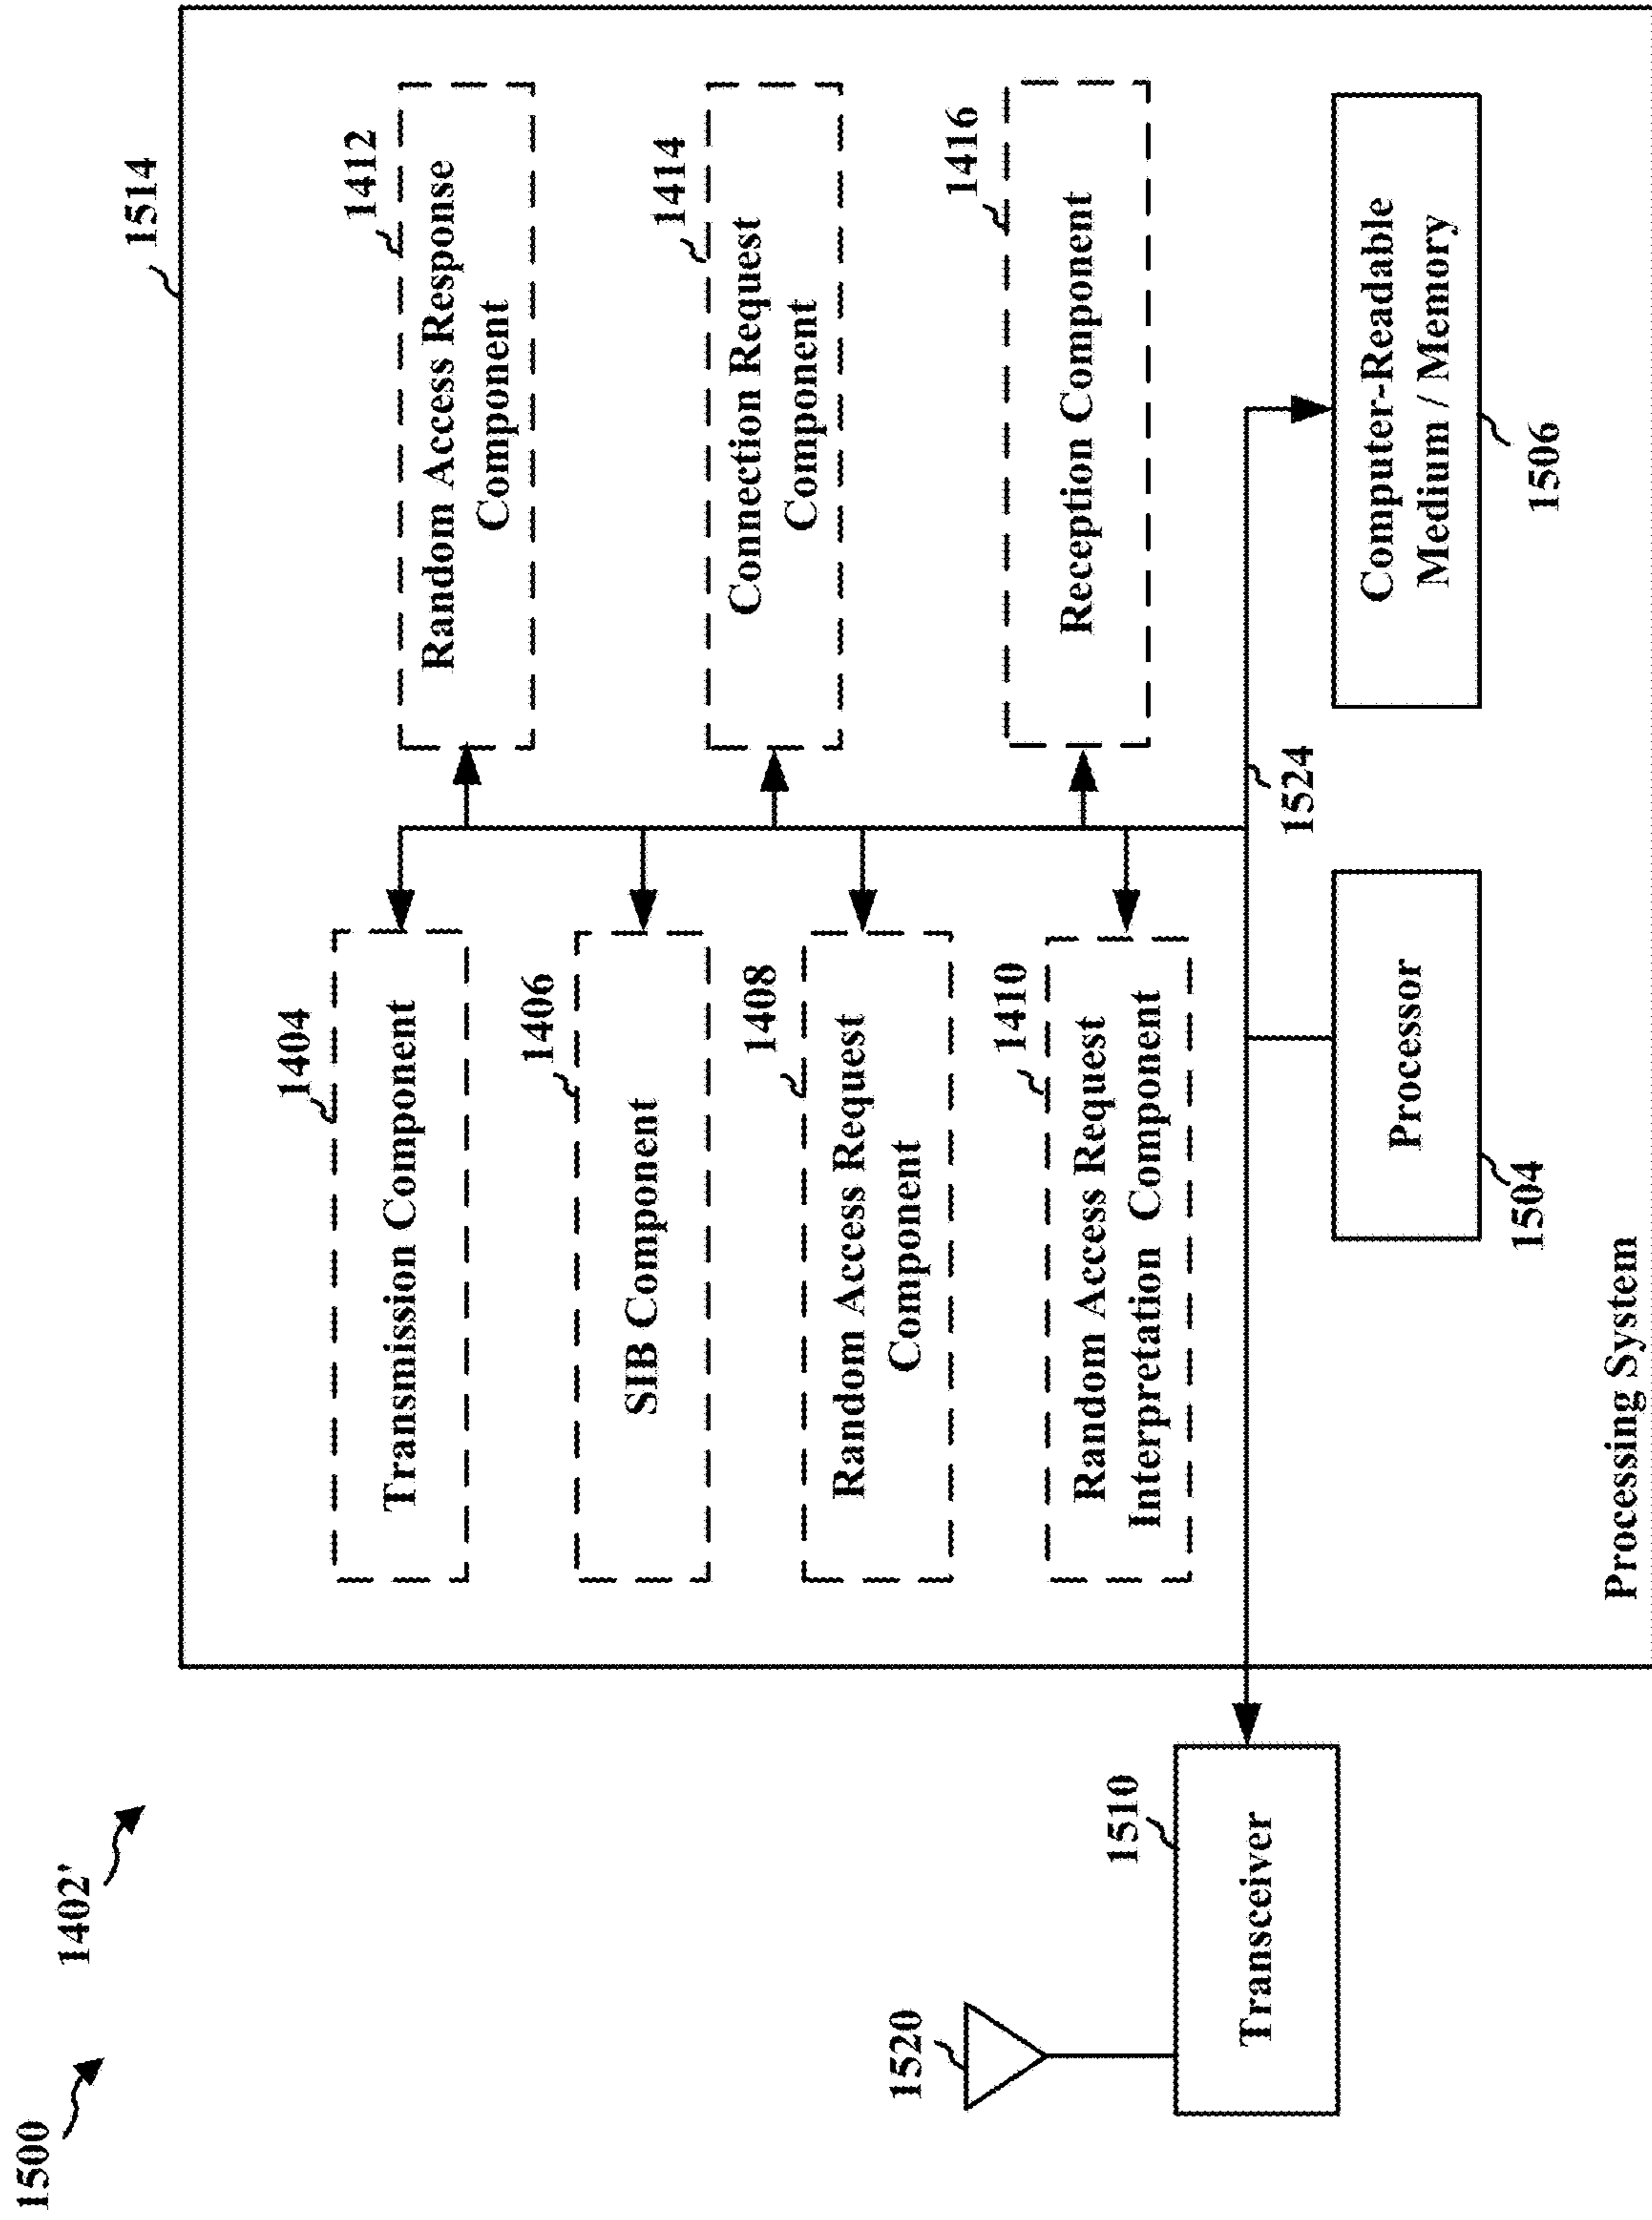 1500
1402'
1514
1404
Transmission Component
1412
Random Access Response
Component
1406
SIB Component
1414
Connection Request
Component
1408
Random Access Request
Component
1416
Reception Component
1410
Random Access Request
Interpretation Component
1520
1510
Transceiver
1524
Processor
1504
Computer-Readable
Medium / Memory
1506
Processing System